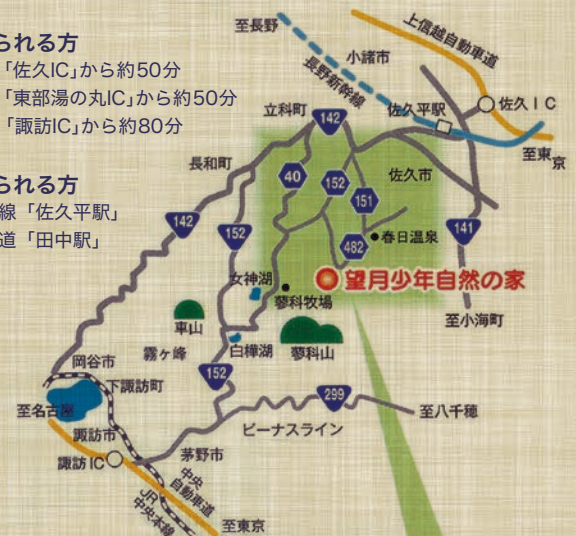 られる方
「佐久IC」から約50分
「東部湯の丸IC」から約50分
「諏訪IC」から約80分
られる方
線「佐久平駅」
道「田中駅」
至長野
上信越自動車道
小諸市
長野新幹線
佐久平駅
佐久IC
至東京
立科町
142
長和町
40
152
151
佐久市
142
152
482
春日温泉
141
女神湖
蓼科牧場
望月少年自然の家
至小海町
車山
霧ヶ峰
白樺湖
蓼科山
岡谷市
下諏訪町
152
299
至八千穂
至名古屋
ビーナスライン
諏訪市
諏訪IC
茅野市
中央自動車道
JR中央本線
至東京